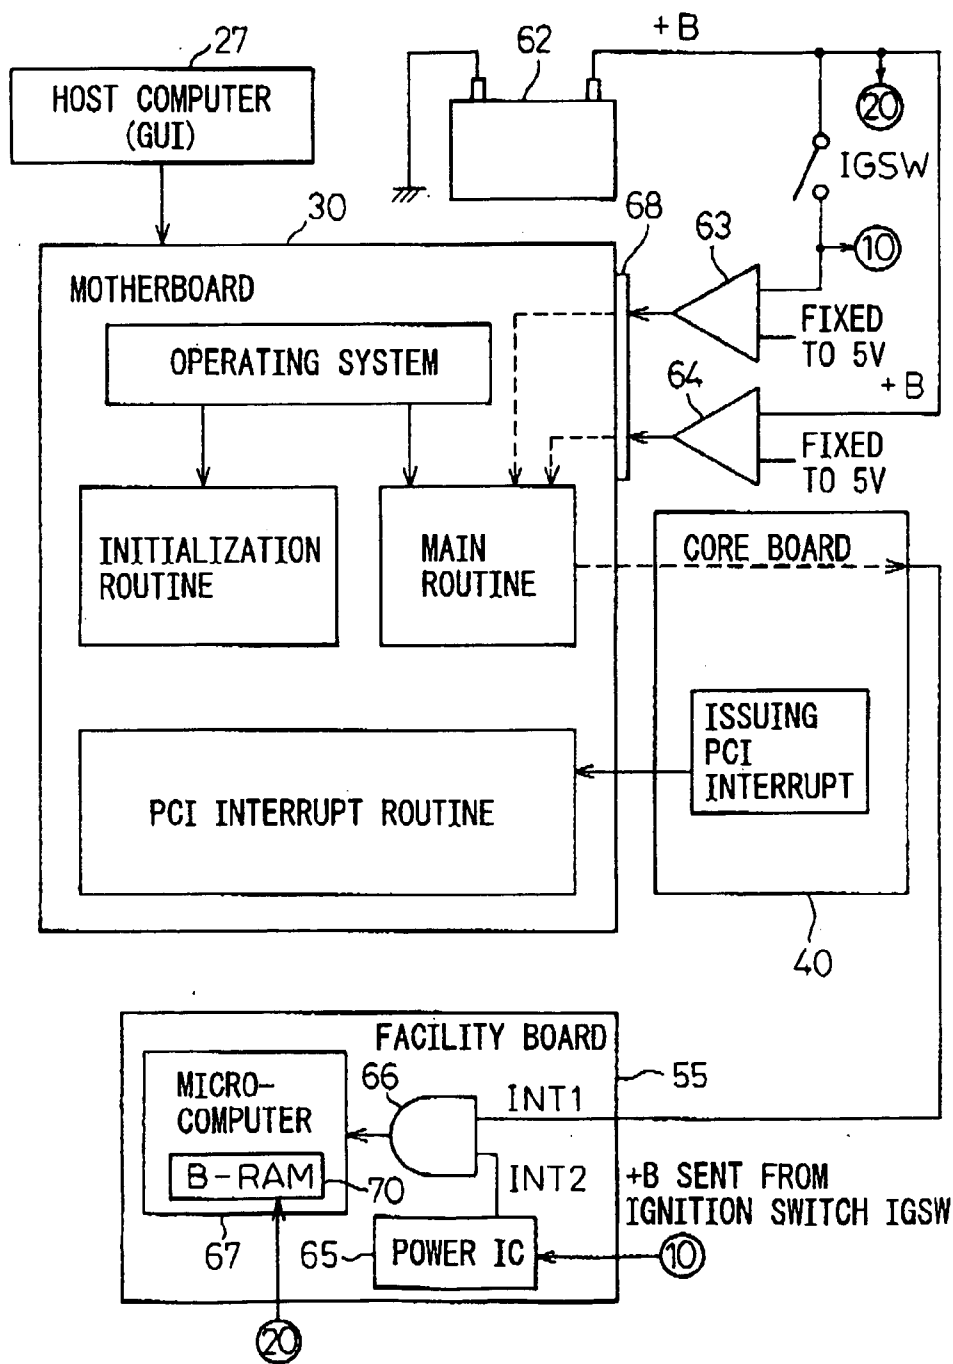 27
HOST COMPUTER
(GUI)
62
+B
20
IGSW
10
30
68
63
MOTHERBOARD
FIXED
TO 5V
OPERATING SYSTEM
64
+B
FIXED
TO 5V
INITIALIZATION
ROUTINE
MAIN
ROUTINE
CORE BOARD
ISSUING
PCI
INTERRUPT
PCI INTERRUPT ROUTINE
40
FACILITY BOARD
55
MICRO-
COMPUTER
66
INT1
B-RAM
70
INT2
+B SENT FROM
IGNITION SWITCH IGSW
67
65
POWER IC
10
20